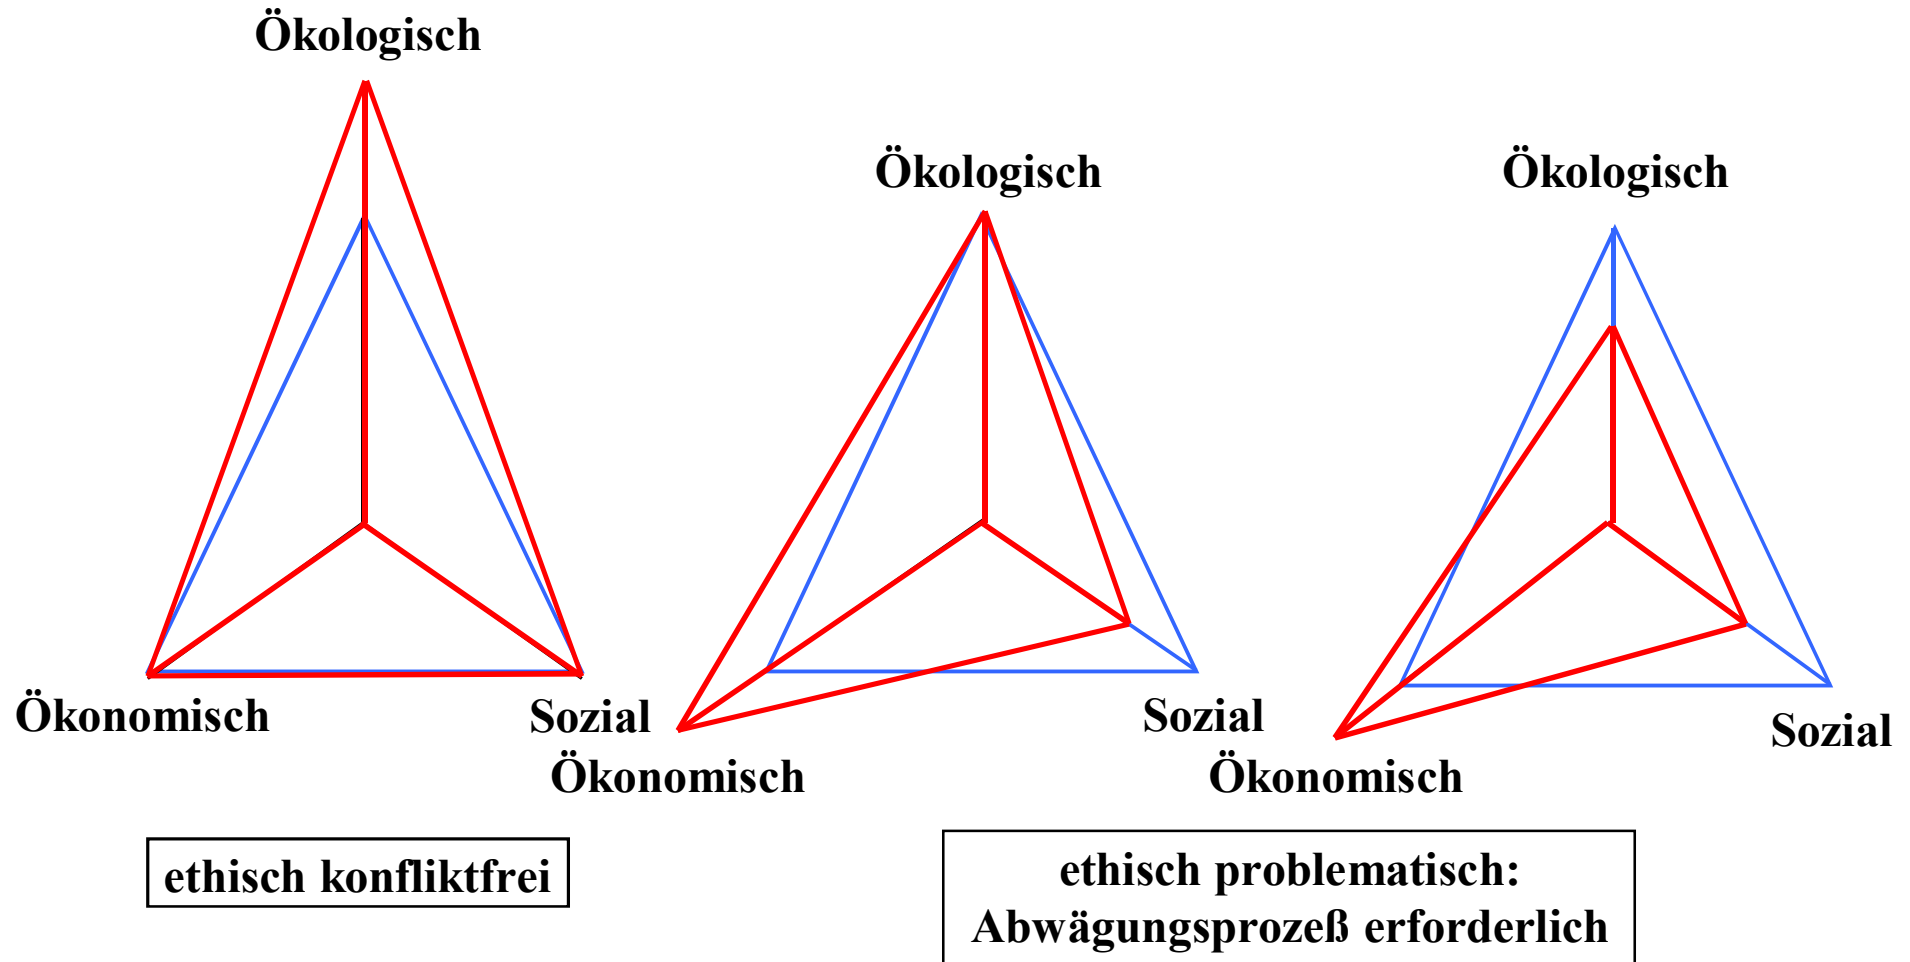 Ökologisch
Ökonomisch
Sozial
ethisch konfliktfrei
Ökologisch
Sozial
Ökonomisch
Ökologisch
Sozial
Ökonomisch
ethisch problematisch:
Abwägungsprozeß erforderlich